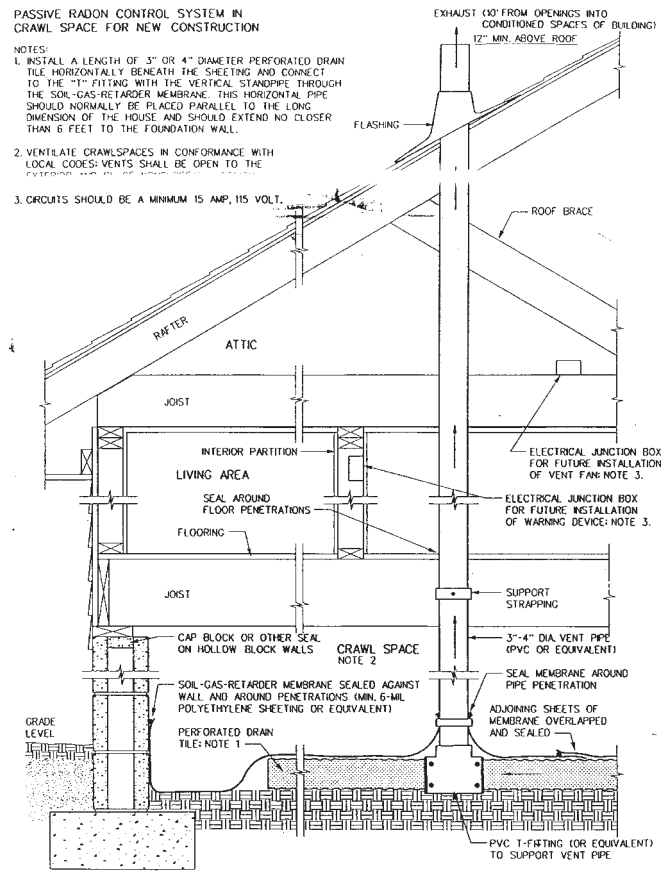 PASSIVE RADON CONTROL SYSTEM IN
CRAWL SPACE FOR NEW CONSTRUCTION
NOTES:
1. INSTALL A LENGTH OF 3" OR 4" DIAMETER PERFORATED DRAIN
TILE HORIZONTALLY BENEATH THE SHEETING AND CONNECT
TO THE "T" FITTING WITH THE VERTICAL STANDPIPE THROUGH
THE SOIL-GAS-RETARDER MEMBRANE. THIS HORIZONTAL PIPE
SHOULD NORMALLY BE PLACED PARALLEL TO THE LONG
DIMENSION OF THE HOUSE AND SHOULD EXTEND NO CLOSER
THAN 6 FEET TO THE FOUNDATION WALL.
2. VENTILATE CRAWLSPACES IN CONFORMANCE WITH
LOCAL CODES; VENTS SHALL BE OPEN TO THE
EXTERIOR
3. CIRCUITS SHOULD BE A MINIMUM 15 AMP, 115 VOLT.
EXHAUST (10' FROM OPENINGS INTO
CONDITIONED SPACES OF BUILDING)
12" MIN. ABOVE ROOF
FLASHING
ROOF BRACE
RAFTER
ATTIC
JOIST
INTERIOR PARTITION
LIVING AREA
SEAL AROUND
FLOOR PENETRATIONS
FLOORING
ELECTRICAL JUNCTION BOX
FOR FUTURE INSTALLATION
OF VENT FAN; NOTE 3.
ELECTRICAL JUNCTION BOX
FOR FUTURE INSTALLATION
OF WARNING DEVICE; NOTE 3.
JOIST
SUPPORT
STRAPPING
CAP BLOCK OR OTHER SEAL
ON HOLLOW BLOCK WALLS
CRAWL SPACE
NOTE 2
3"-4" DIA. VENT PIPE
(PVC OR EQUIVALENT)
SOIL-GAS-RETARDER MEMBRANE SEALED AGAINST
WALL AND AROUND PENETRATIONS (MIN. 6-MIL
POLYETHYLENE SHEETING OR EQUIVALENT)
SEAL MEMBRANE AROUND
PIPE PENETRATION
GRADE
LEVEL
PERFORATED DRAIN
TILE; NOTE 1
ADJOINING SHEETS OF
MEMBRANE OVERLAPPED
AND SEALED
PVC T-FITTING (OR EQUIVALENT)
TO SUPPORT VENT PIPE